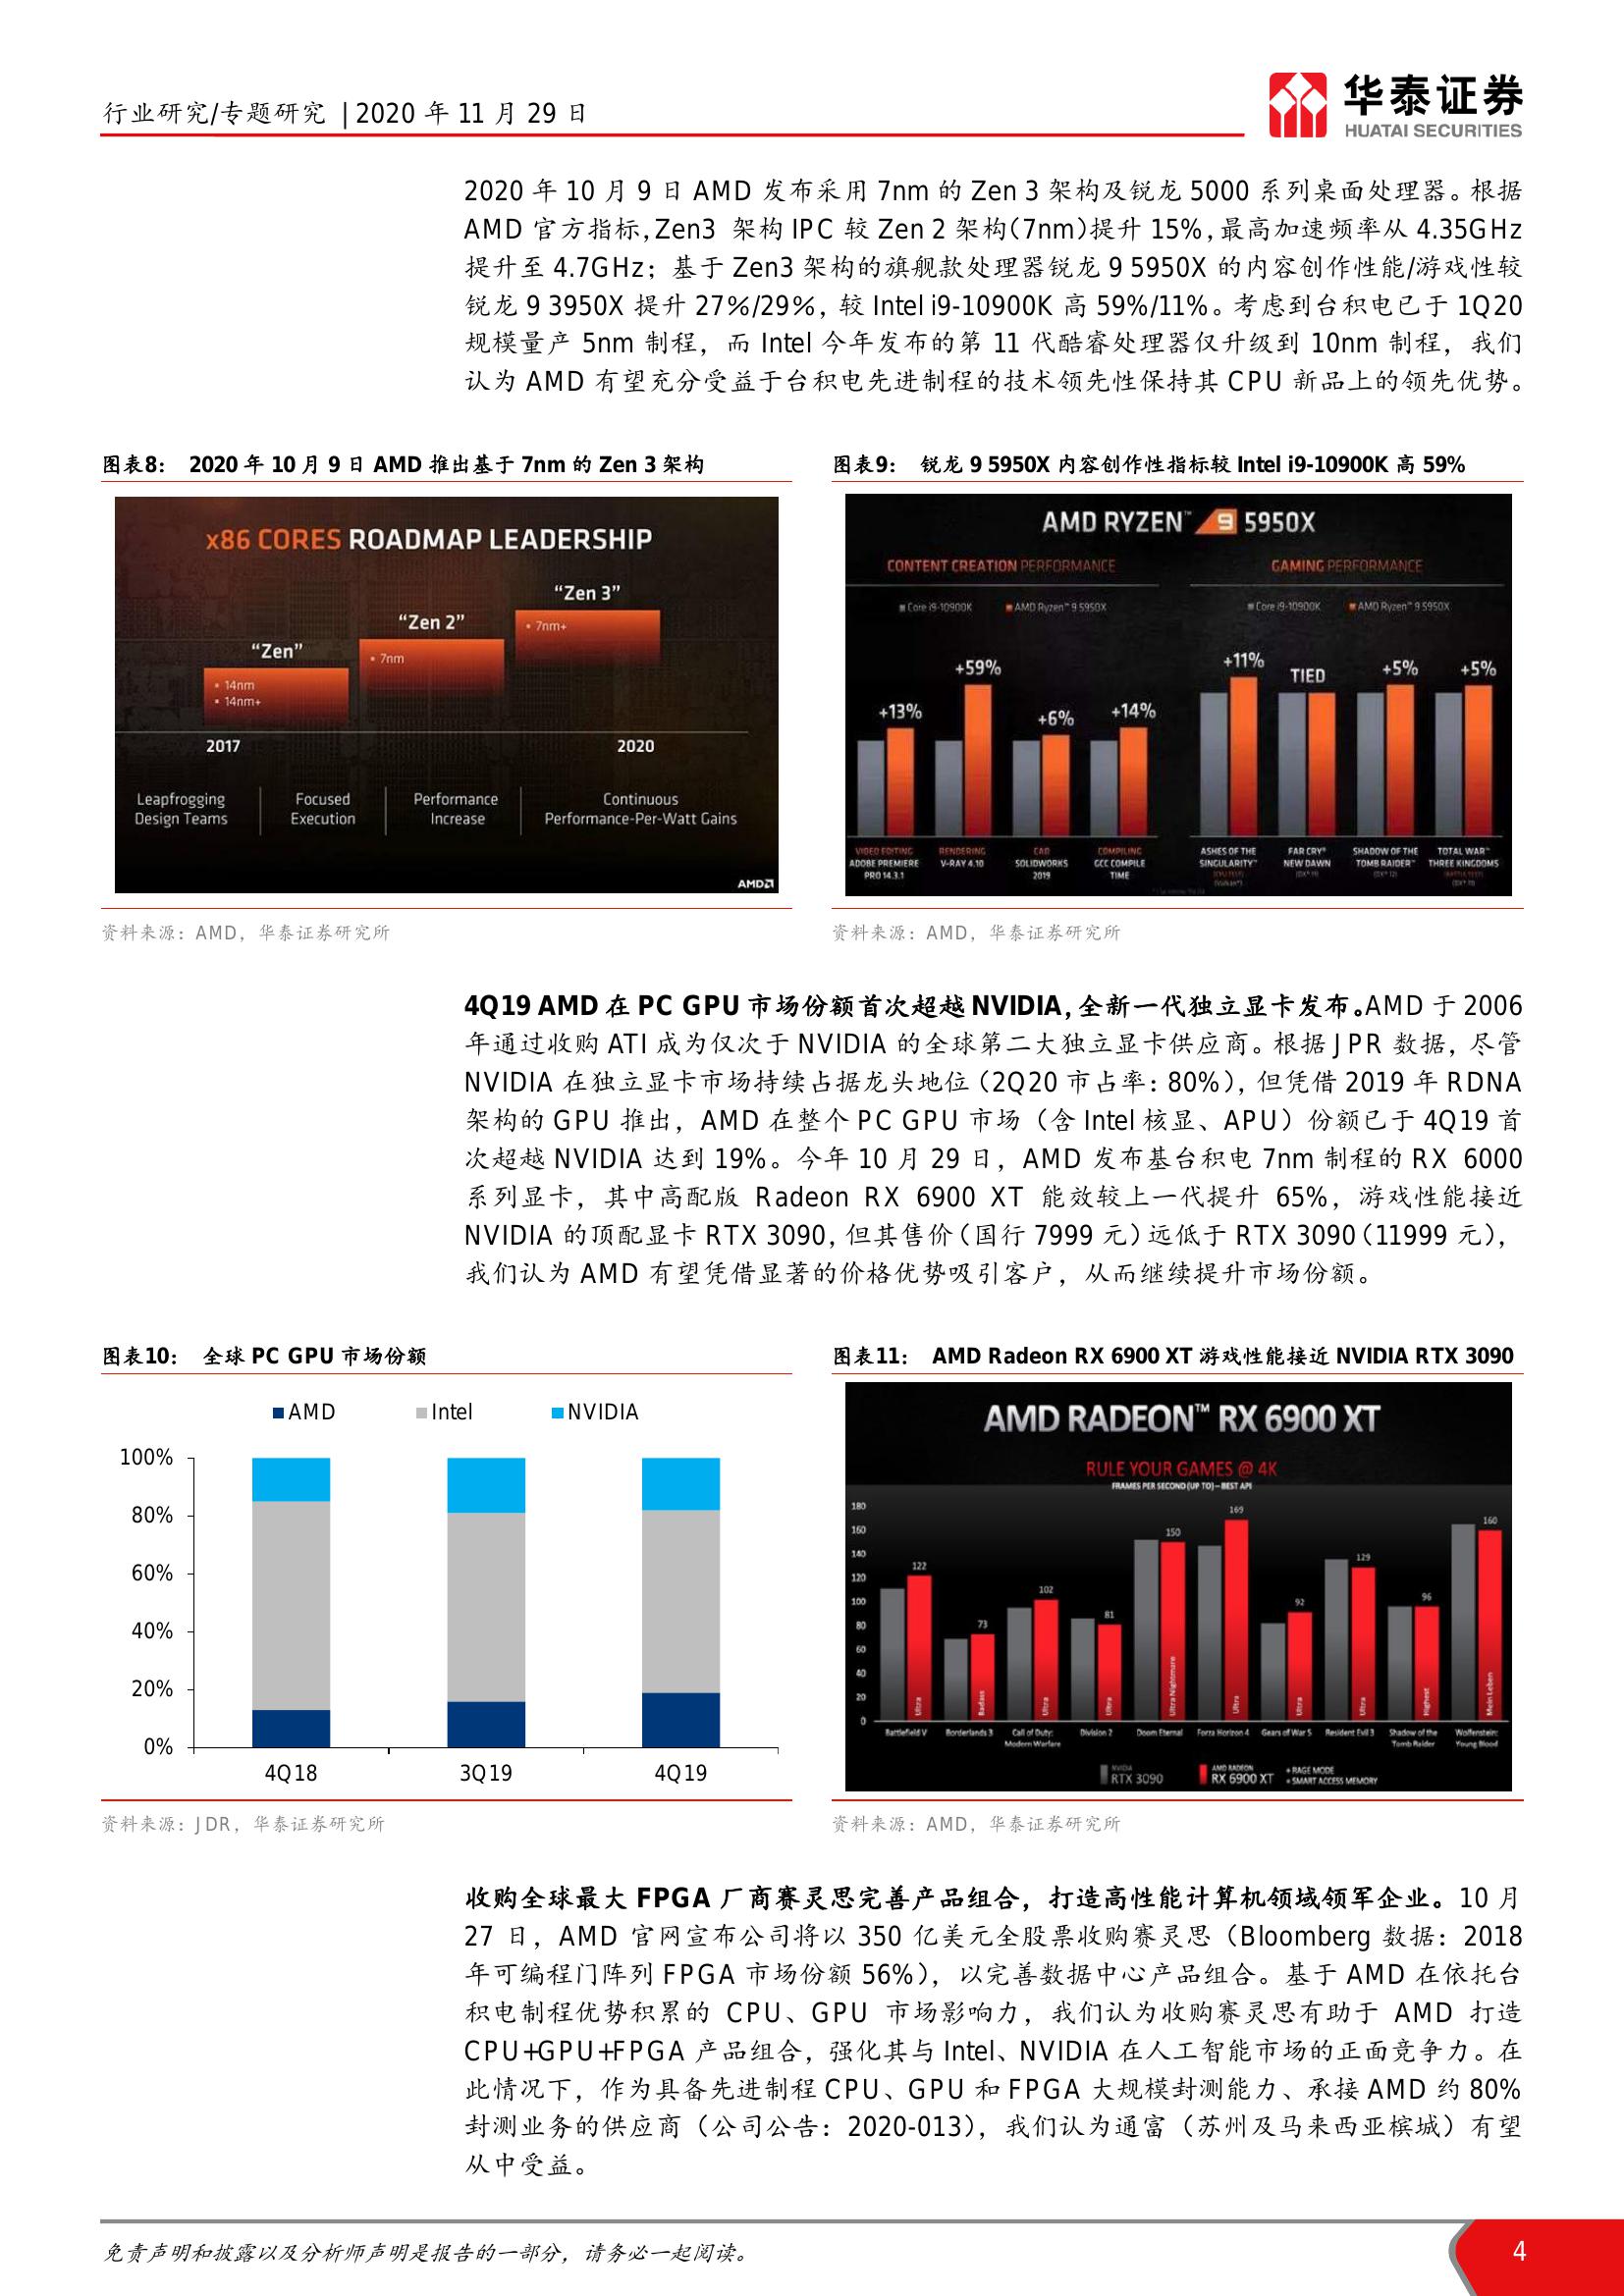 行业研究/专题研究 | 2020 年 11 月 29 日
华泰证券
HUATAI SECURITIES
2020 年 10 月 9 日 AMD 发布采用 7nm 的 Zen 3 架构及锐龙 5000 系列桌面处理器。根据
AMD 官方指标，Zen3 架构 IPC 较 Zen 2 架构（7nm）提升 15%，最高加速频率从 4.35GHz
提升至 4.7GHz；基于 Zen3 架构的旗舰款处理器锐龙 9 5950X 的内容创作性能/游戏性较
锐龙 9 3950X 提升 27%/29%，较 Intel i9-10900K 高 59%/11%。考虑到台积电已于 1Q20
规模量产 5nm 制程，而 Intel 今年发布的第 11 代酷睿处理器仅升级到 10nm 制程，我们
认为 AMD 有望充分受益于台积电先进制程的技术领先性保持其 CPU 新品上的领先优势。
图表8： 2020 年 10 月 9 日 AMD 推出基于 7nm 的 Zen 3 架构
x86 CORES ROADMAP LEADERSHIP
“Zen 3”
• 7nm+
“Zen 2”
• 7nm
“Zen”
• 14nm
• 14nm+
2017 2020
Leapfrogging Focused Performance Continuous
Design Teams Execution Increase Performance-Per-Watt Gains
AMD
资料来源：AMD，华泰证券研究所
图表9： 锐龙 9 5950X 内容创作性指标较 Intel i9-10900K 高 59%
AMD RYZEN™ 9 5950X
CONTENT CREATION PERFORMANCE GAMING PERFORMANCE
Core i9-10900K AMD Ryzen™ 9 5950X Core i9-10900K AMD Ryzen™ 9 5950X
+13% +59% +6% +14% +11% TIED +5% +5%
VIDEO EDITING RENDERING CAD COMPILING ASHES OF THE FAR CRY® SHADOW OF THE TOTAL WAR™
ADOBE PREMIERE V-RAY 4.10 SOLIDWORKS GCC COMPILE SINGULARITY™ NEW DAWN TOMB RAIDER™ THREE KINGDOMS
PRO 14.3.1 2019 TIME
资料来源：AMD，华泰证券研究所
4Q19 AMD 在 PC GPU 市场份额首次超越 NVIDIA，全新一代独立显卡发布。AMD 于 2006
年通过收购 ATI 成为仅次于 NVIDIA 的全球第二大独立显卡供应商。根据 JPR 数据，尽管
NVIDIA 在独立显卡市场持续占据龙头地位（2Q20 市占率：80%），但凭借 2019 年 RDNA
架构的 GPU 推出，AMD 在整个 PC GPU 市场（含 Intel 核显、APU）份额已于 4Q19 首
次超越 NVIDIA 达到 19%。今年 10 月 29 日，AMD 发布基台积电 7nm 制程的 RX 6000
系列显卡，其中高配版 Radeon RX 6900 XT 能效较上一代提升 65%，游戏性能接近
NVIDIA 的顶配显卡 RTX 3090，但其售价（国行 7999 元）远低于 RTX 3090（11999 元），
我们认为 AMD 有望凭借显著的价格优势吸引客户，从而继续提升市场份额。
图表10： 全球 PC GPU 市场份额
AMD Intel NVIDIA
100%
80%
60%
40%
20%
0%
4Q18 3Q19 4Q19
资料来源：JDR，华泰证券研究所
图表11： AMD Radeon RX 6900 XT 游戏性能接近 NVIDIA RTX 3090
AMD RADEON™ RX 6900 XT
RULE YOUR GAMES @ 4K
FRAMES PER SECOND (UP TO) – BEST API
180
160
140
120
100
80
60
40
20
0
122 73 102 81 150 169 92 129 96 160
Ultra Badass Ultra Ultra Ultra Nightmare Ultra Ultra Ultra Highest Mein Leben
Battlefield V Borderlands 3 Call of Duty: Division 2 Doom Eternal Forza Horizon 4 Gears of War 5 Resident Evil 3 Shadow of the Wolfenstein:
Modern Warfare Tomb Raider Young Blood
NVIDIA AMD RADEON + RAGE MODE
RTX 3090 RX 6900 XT + SMART ACCESS MEMORY
资料来源：AMD，华泰证券研究所
收购全球最大 FPGA 厂商赛灵思完善产品组合，打造高性能计算机领域领军企业。10 月
27 日，AMD 官网宣布公司将以 350 亿美元全股票收购赛灵思（Bloomberg 数据：2018
年可编程门阵列 FPGA 市场份额 56%），以完善数据中心产品组合。基于 AMD 在依托台
积电制程优势积累的 CPU、GPU 市场影响力，我们认为收购赛灵思有助于 AMD 打造
CPU+GPU+FPGA 产品组合，强化其与 Intel、NVIDIA 在人工智能市场的正面竞争力。在
此情况下，作为具备先进制程 CPU、GPU 和 FPGA 大规模封测能力、承接 AMD 约 80%
封测业务的供应商（公司公告：2020-013），我们认为通富（苏州及马来西亚槟城）有望
从中受益。
免责声明和披露以及分析师声明是报告的一部分，请务必一起阅读。
4